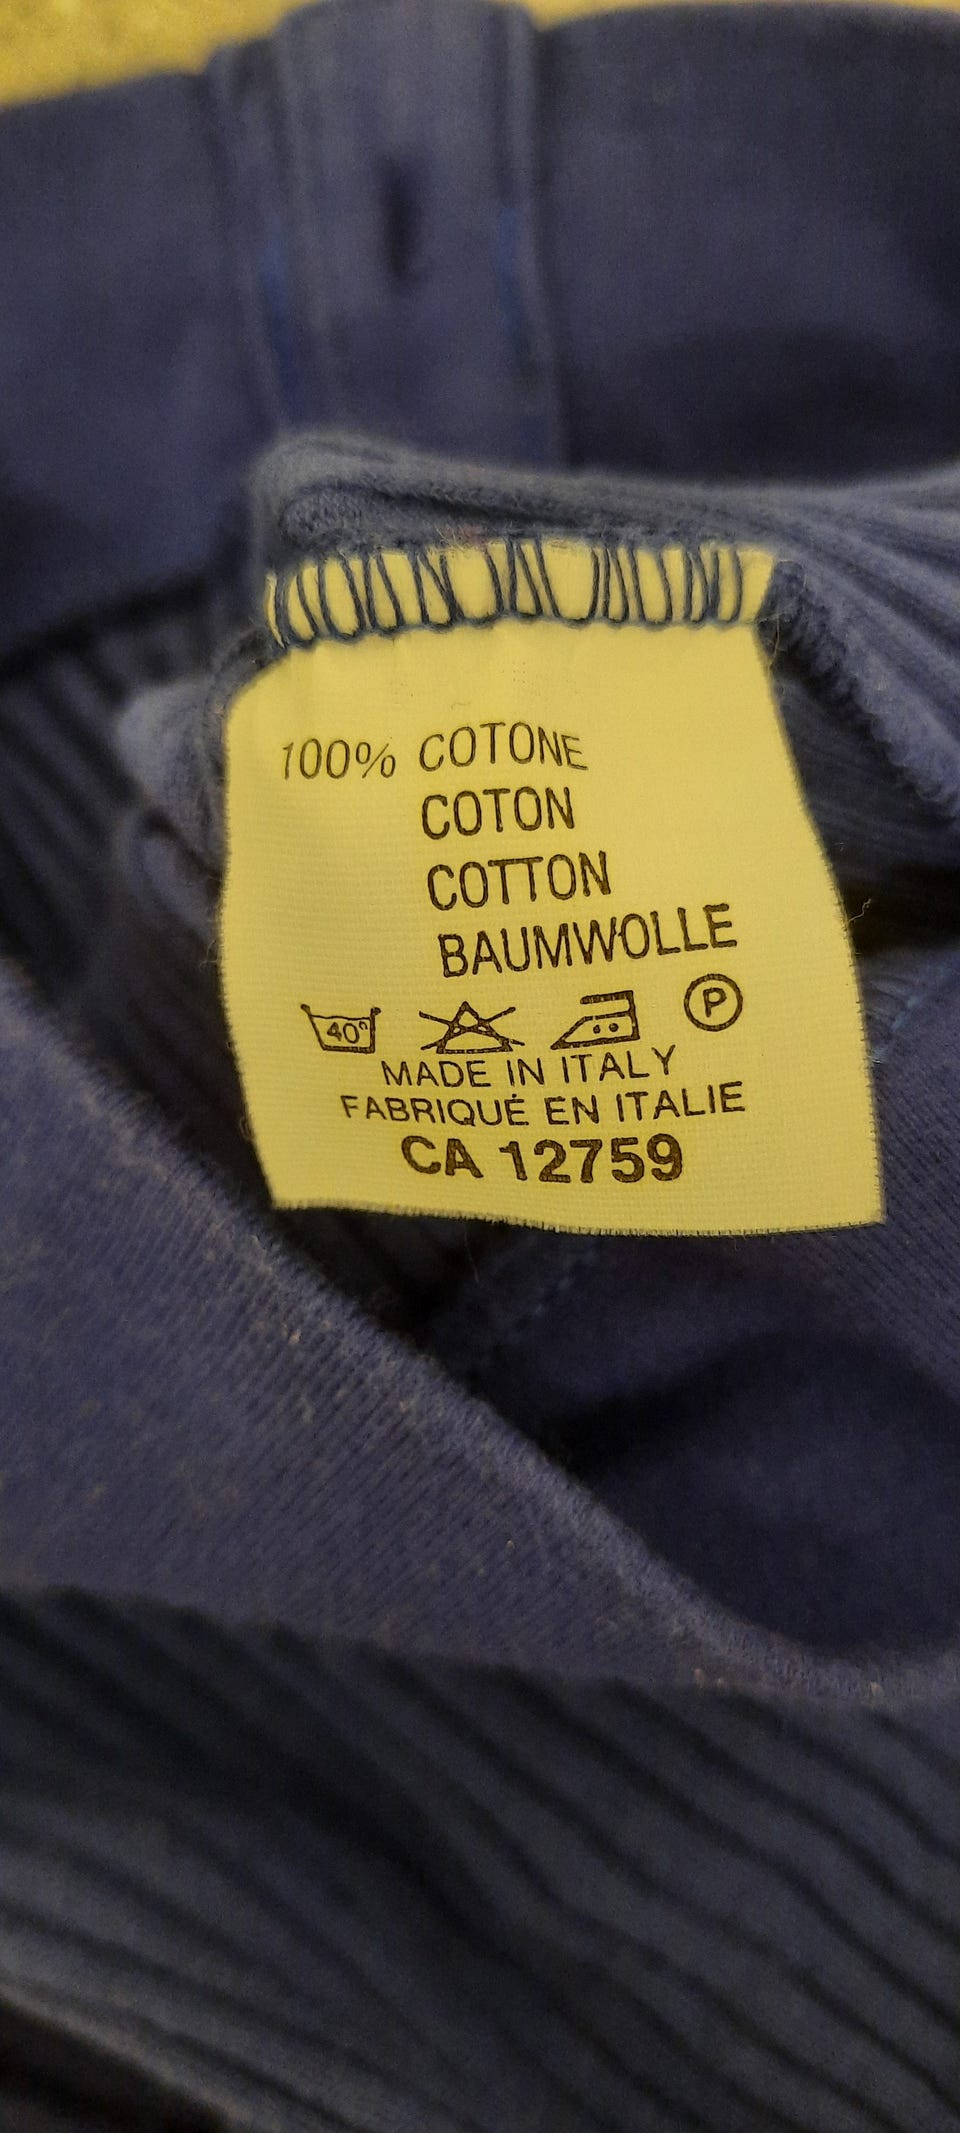 100% COTONE
COTON
COTTON
BAUMWOLLE
40° P
MADE IN ITALY
FABRIQUÉ EN ITALIE
CA 12759